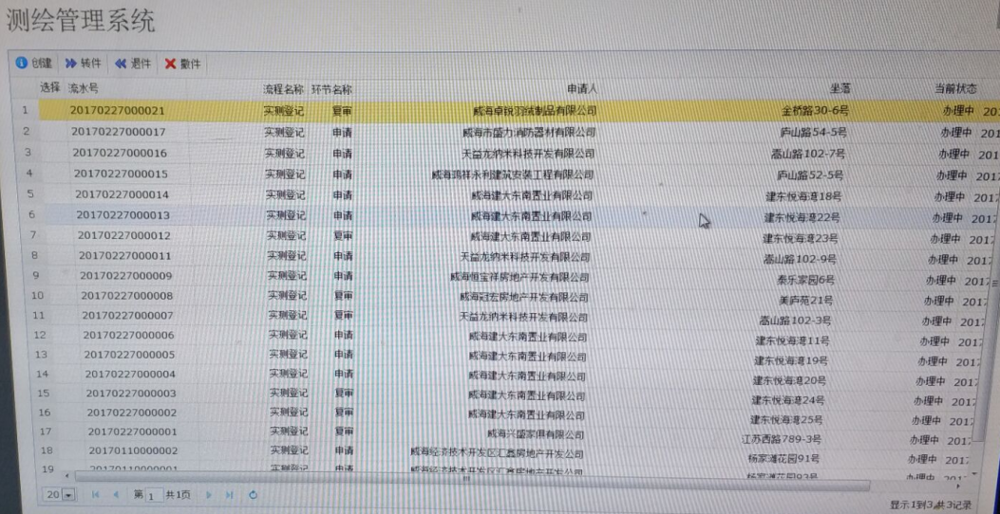 测绘管理系统
创建 转件 退件 撤件
选择 流水号 流程名称 环节名称 申请人 坐落 当前状态
1 20170227000021 实测登记 复审 威海卓锐羽绒制品有限公司 金桥路30-6号 办理中 20
2 20170227000017 实测登记 申请 威海市盛力消防器材有限公司 庐山路54-5号 办理中 201
3 20170227000016 实测登记 申请 天益龙纳米科技开发有限公司 嵩山路102-7号 办理中 201
4 20170227000015 实测登记 申请 威海鸿祥永利建筑安装工程有限公司 庐山路52-5号 办理中 201
5 20170227000014 实测登记 申请 威海建大东南置业有限公司 建东悦海湾18号 办理中 201
6 20170227000013 实测登记 申请 威海建大东南置业有限公司 建东悦海湾22号 办理中 2017
7 20170227000012 实测登记 复审 威海建大东南置业有限公司 建东悦海湾23号 办理中 2017
8 20170227000011 实测登记 申请 天益龙纳米科技开发有限公司 嵩山路102-9号 办理中 2017
9 20170227000009 实测登记 申请 威海恒宝祥房地产开发有限公司 泰乐家园6号 办理中 2017
10 20170227000008 实测登记 复审 威海冠宏房地产开发有限公司 美庐苑21号 办理中 2017
11 20170227000007 实测登记 复审 天益龙纳米科技开发有限公司 嵩山路102-3号 办理中 2017
12 20170227000006 实测登记 申请 威海建大东南置业有限公司 建东悦海湾11号 办理中 2017
13 20170227000005 实测登记 申请 威海建大东南置业有限公司 建东悦海湾19号 办理中 2017
14 20170227000004 实测登记 申请 威海建大东南置业有限公司 建东悦海湾20号 办理中 2017
15 20170227000003 实测登记 复审 威海建大东南置业有限公司 建东悦海湾24号 办理中 2017
16 20170227000002 实测登记 复审 威海建大东南置业有限公司 建东悦海湾25号 办理中 2017
17 20170227000001 实测登记 复审 威海兴盛家俱有限公司 江苏西路789-3号 办理中 2017
18 20170110000002 实测登记 申请 威海经济技术开发区汇鑫房地产开发公司 杨家滩花园91号 办理中 2017
19 20170110000001 实测登记 申请 威海经济技术开发区汇鑫房地产开发公司 杨家滩花园93号 办理中 2017
20 第 1 共1页 显示1到3,共3记录